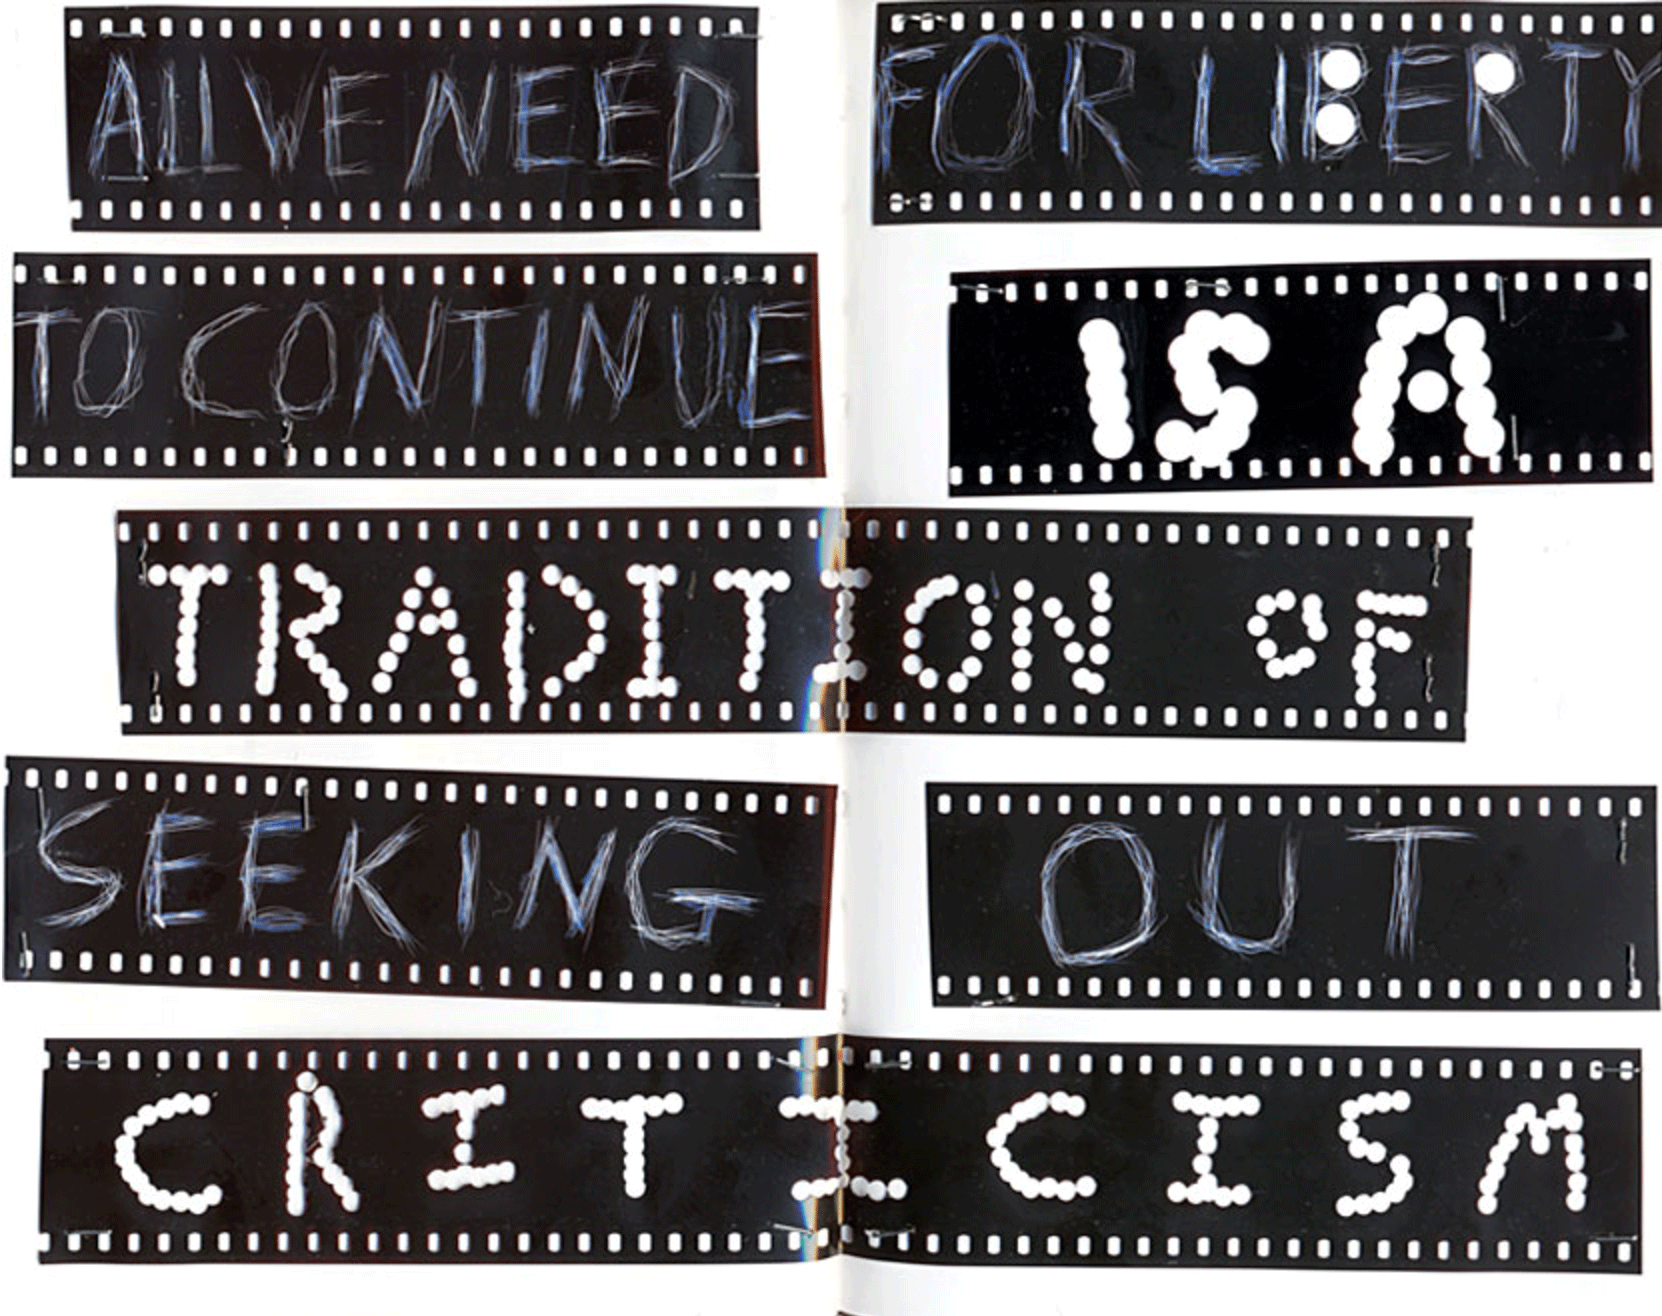 All WE NEED FOR LIBERTY
TO CONTINUE IS A
TRADITION OF
SEEKING OUT
CRITICISM